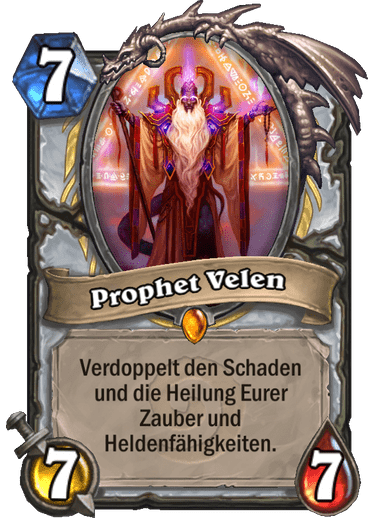 7
Prophet Velen
Verdoppelt den Schaden
und die Heilung Eurer
Zauber und
Heldenfähigkeiten.
7
7